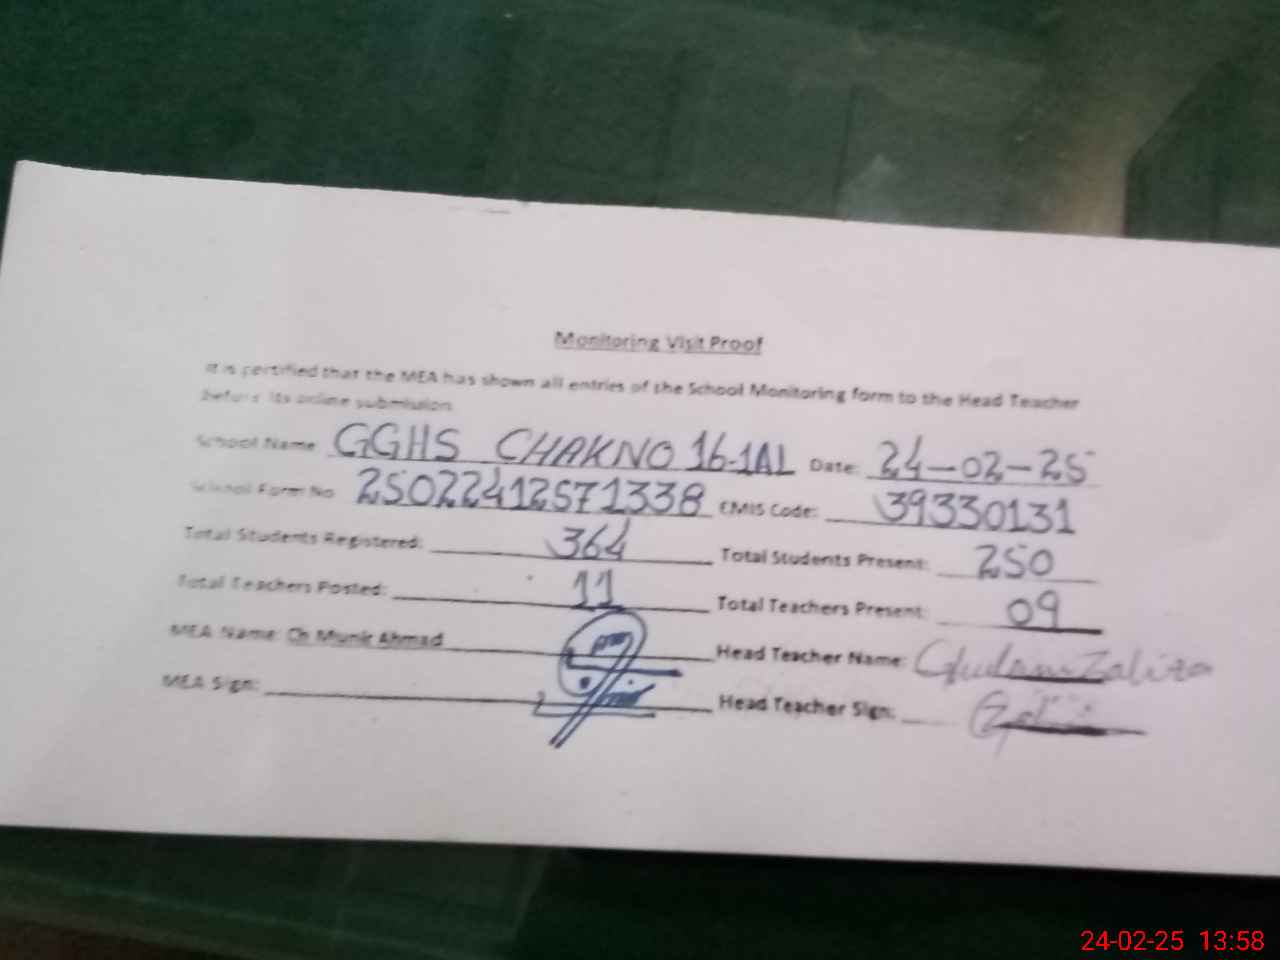 Monitoring Visit Proof
It is certified that the MEA has shown all entries of the School Monitoring form to the Head Teacher
before its online submission
School Name GGHS CHAKNO 16-1AL Date: 24-02-25
School Form No 25022412571338 EMIS Code: 39330131
Total Students Registered: 364 Total Students Present: 250
Total Teachers Posted: 11 Total Teachers Present: 09
MEA Name: Ch Munir Ahmad Head Teacher Name:
MEA Sign: Head Teacher Sign:
24-02-25 13:58